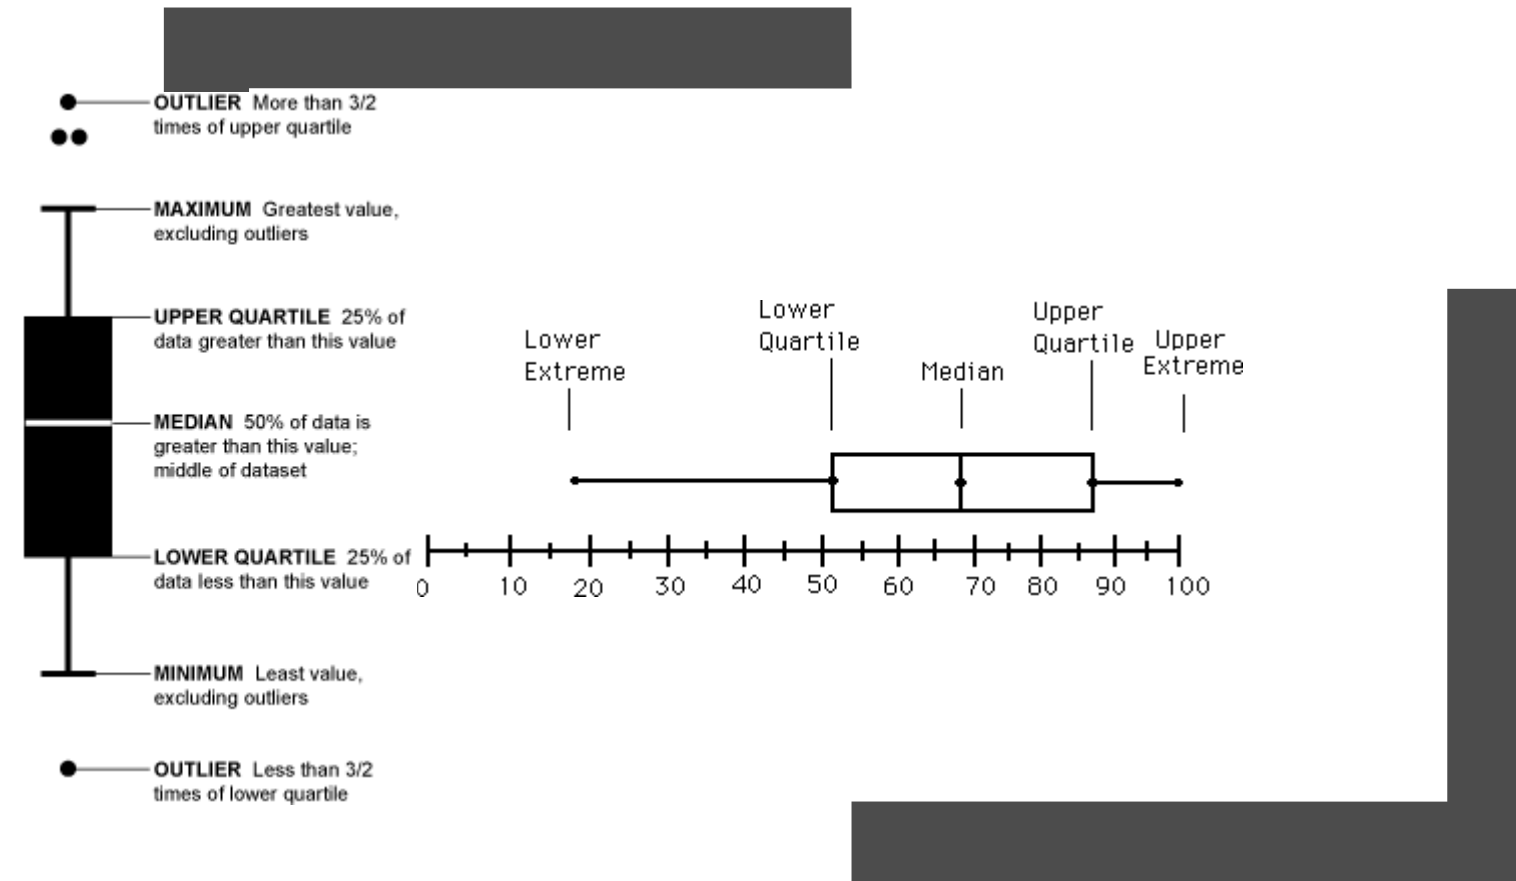 OUTLIER More than 3/2
times of upper quartile
MAXIMUM Greatest value,
excluding outliers
UPPER QUARTILE 25% of
data greater than this value
MEDIAN 50% of data is
greater than this value;
middle of dataset
LOWER QUARTILE 25% of
data less than this value
MINIMUM Least value,
excluding outliers
OUTLIER Less than 3/2
times of lower quartile
Lower
Extreme
Lower
Quartile
Median
Upper
Quartile
Upper
Extreme
0 10 20 30 40 50 60 70 80 90 100